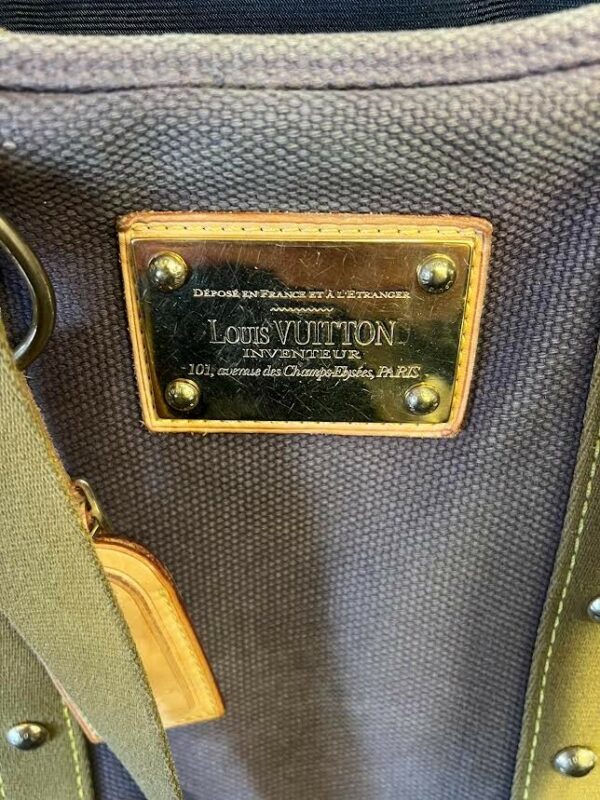 DÉPOSÉ EN FRANCE ET À L'ÉTRANGER
LOUIS VUITTON
INVENTEUR
101, avenue des Champs-Elysées, PARIS